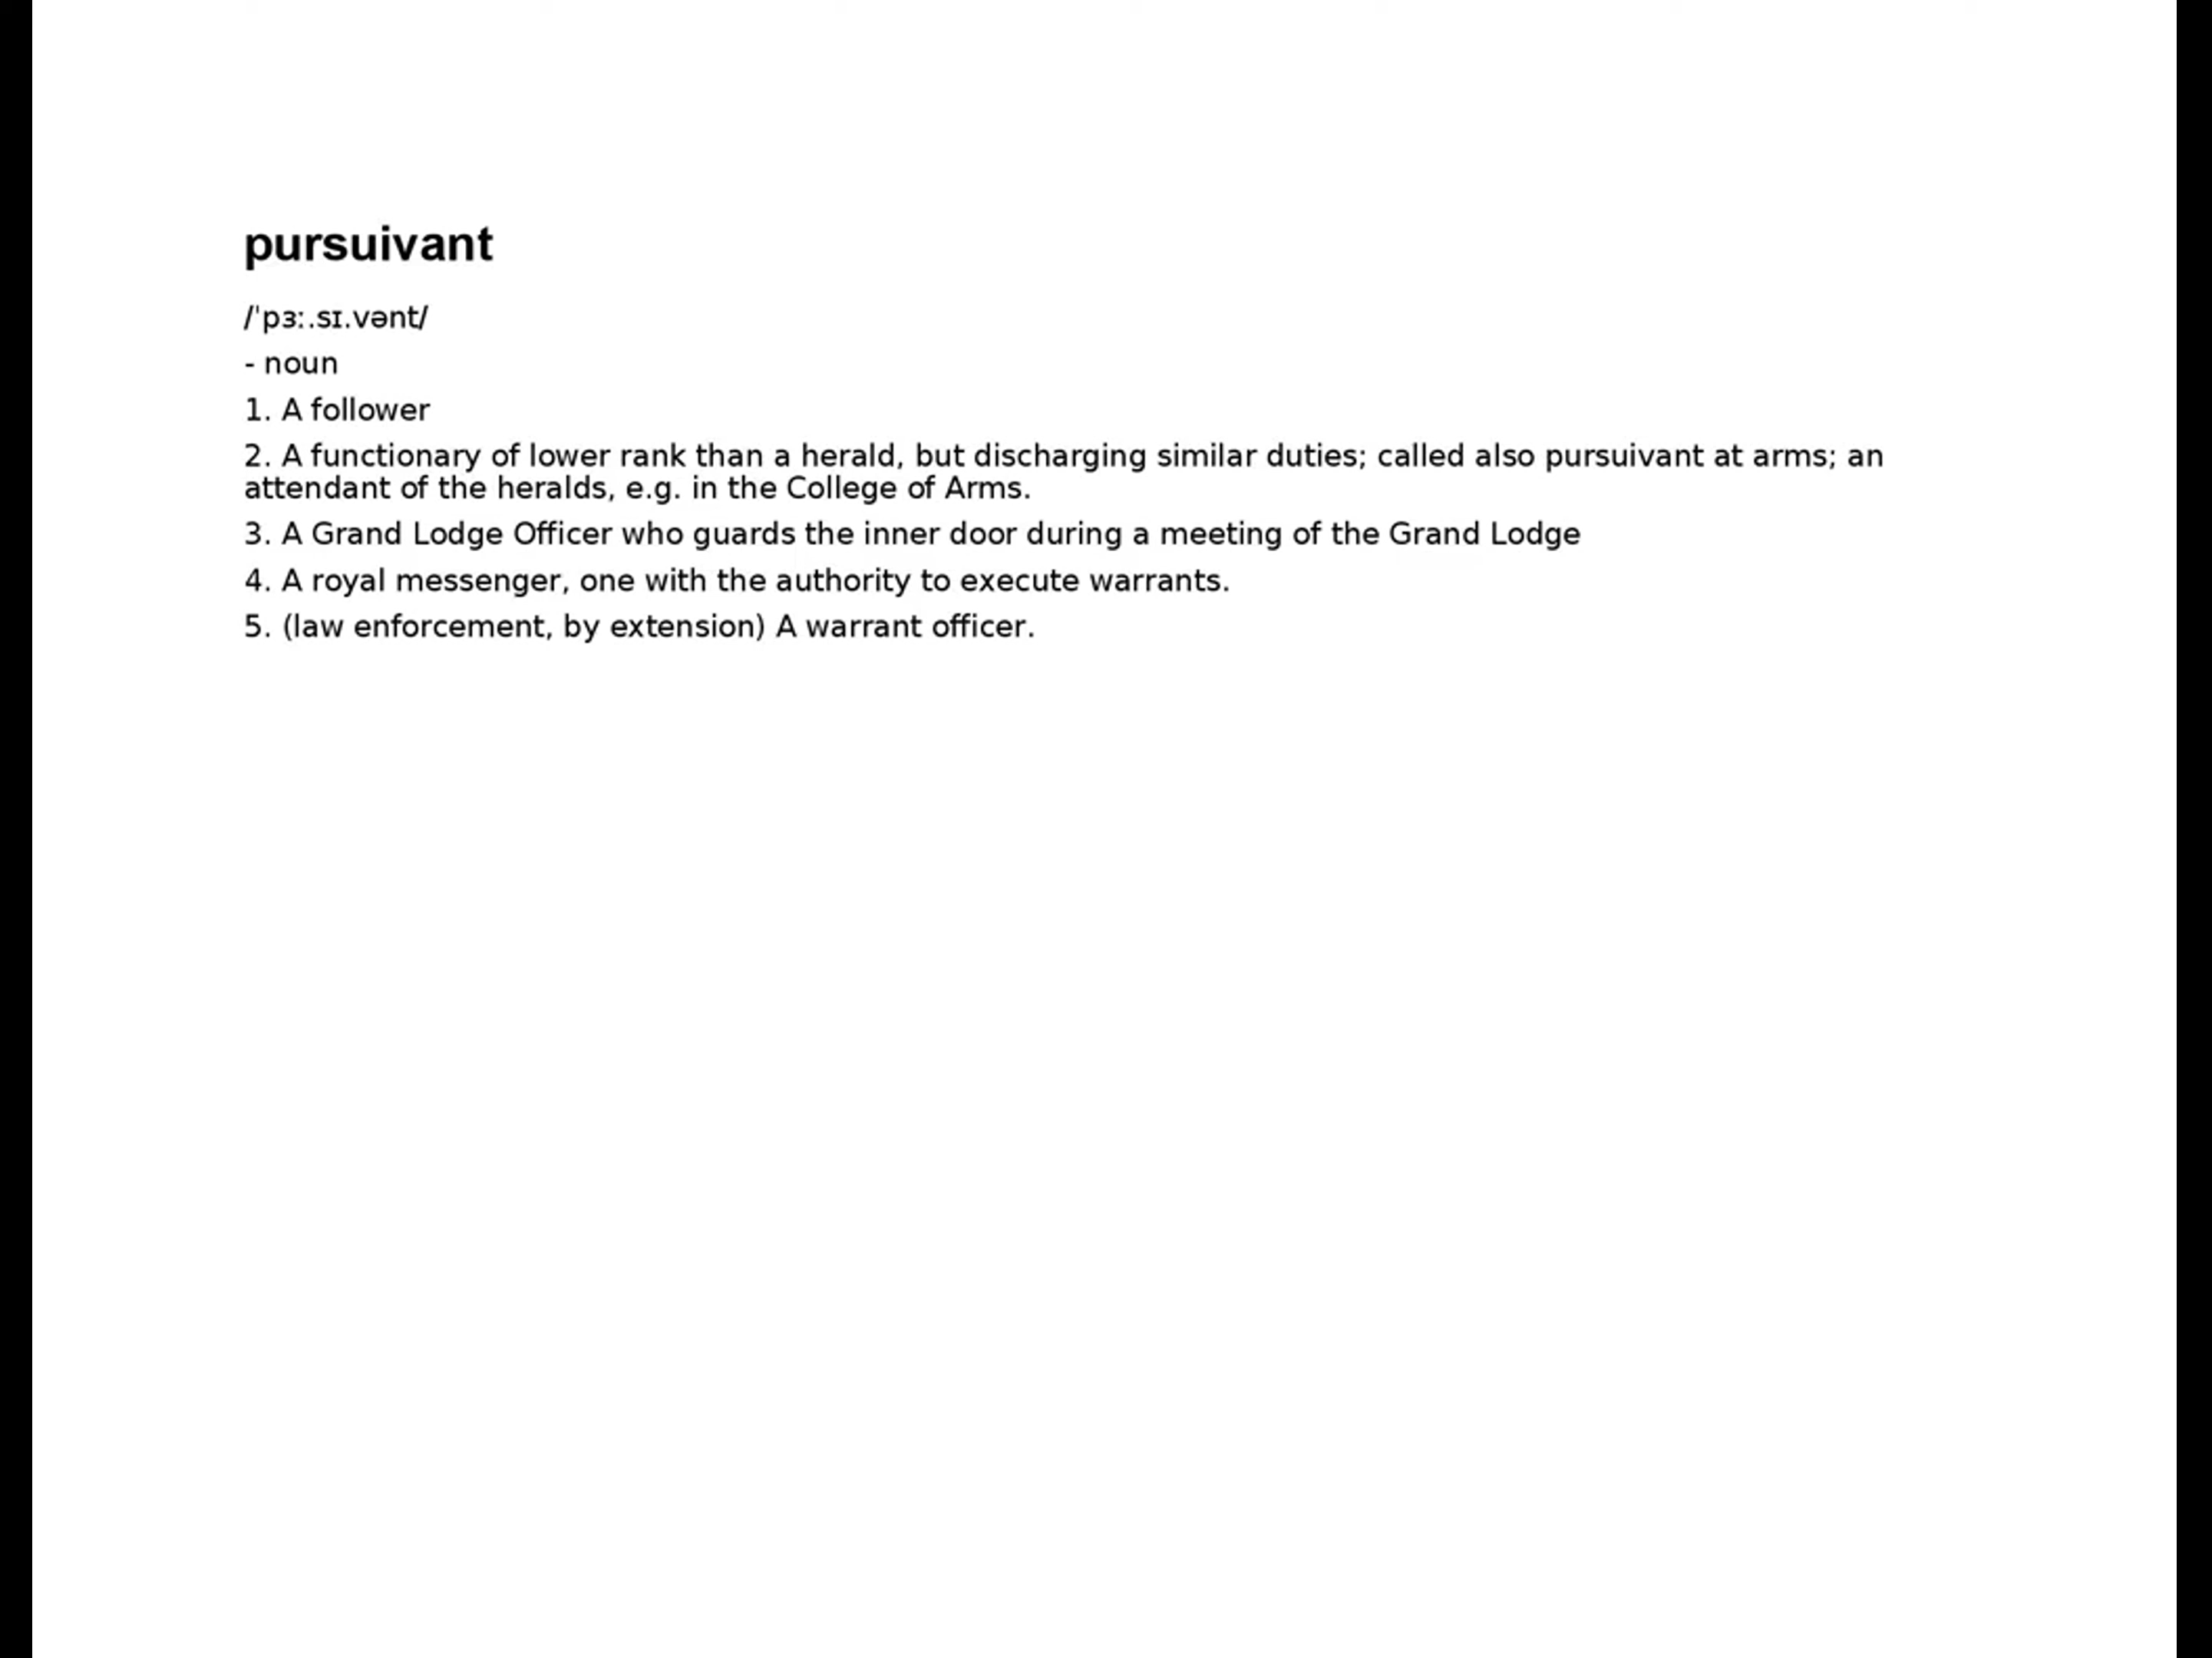 pursuivant
/ˈpɜː.sɪ.vənt/
- noun
1. A follower
2. A functionary of lower rank than a herald, but discharging similar duties; called also pursuivant at arms; an
attendant of the heralds, e.g. in the College of Arms.
3. A Grand Lodge Officer who guards the inner door during a meeting of the Grand Lodge
4. A royal messenger, one with the authority to execute warrants.
5. (law enforcement, by extension) A warrant officer.